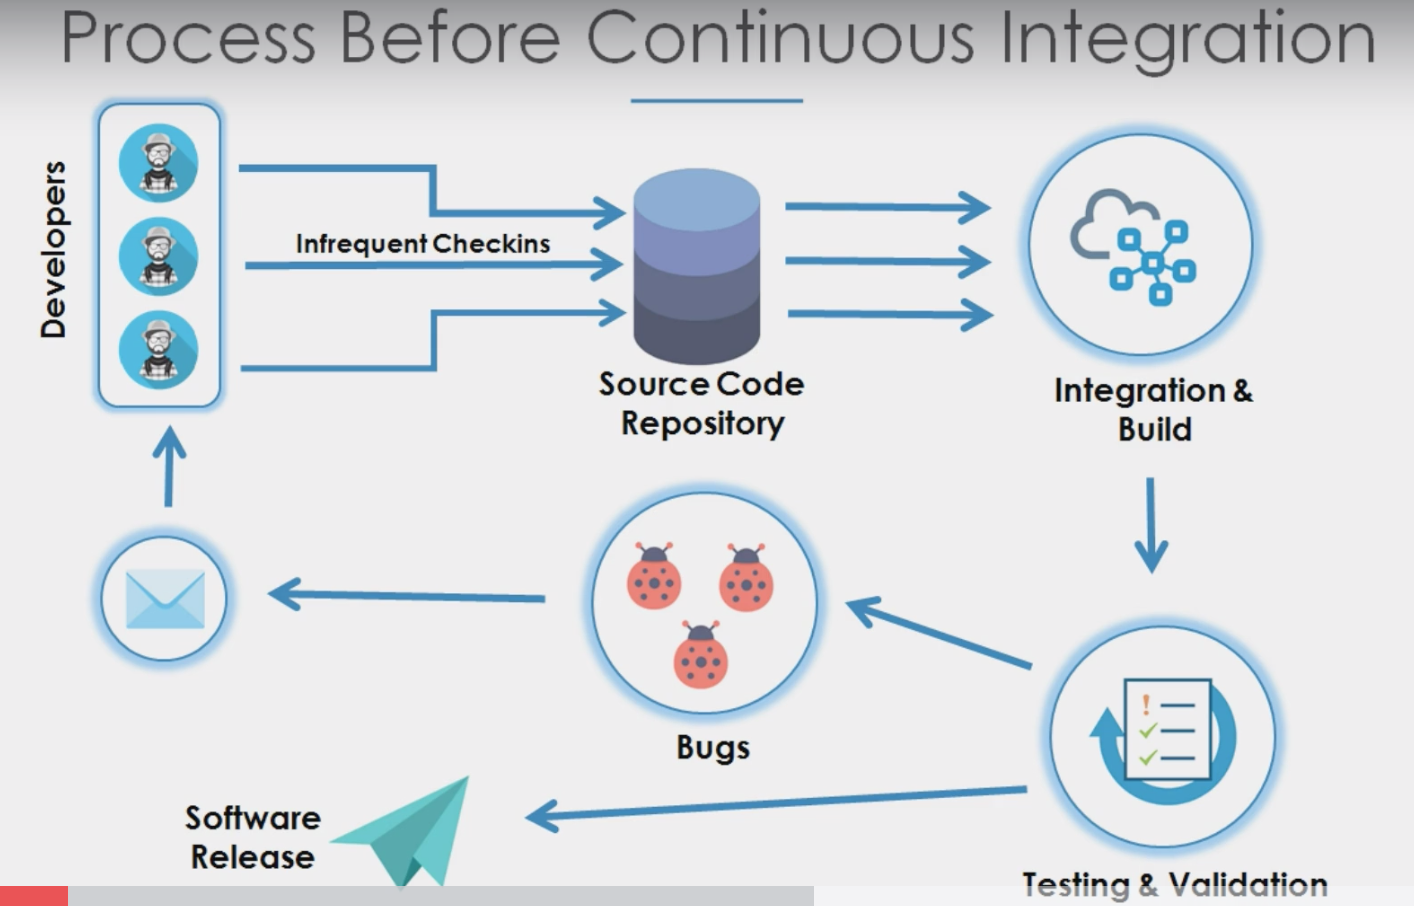 Process Before Continuous Integration
Developers
Infrequent Checkins
Source Code
Repository
Integration &
Build
Bugs
Software
Release
Testing & Validation